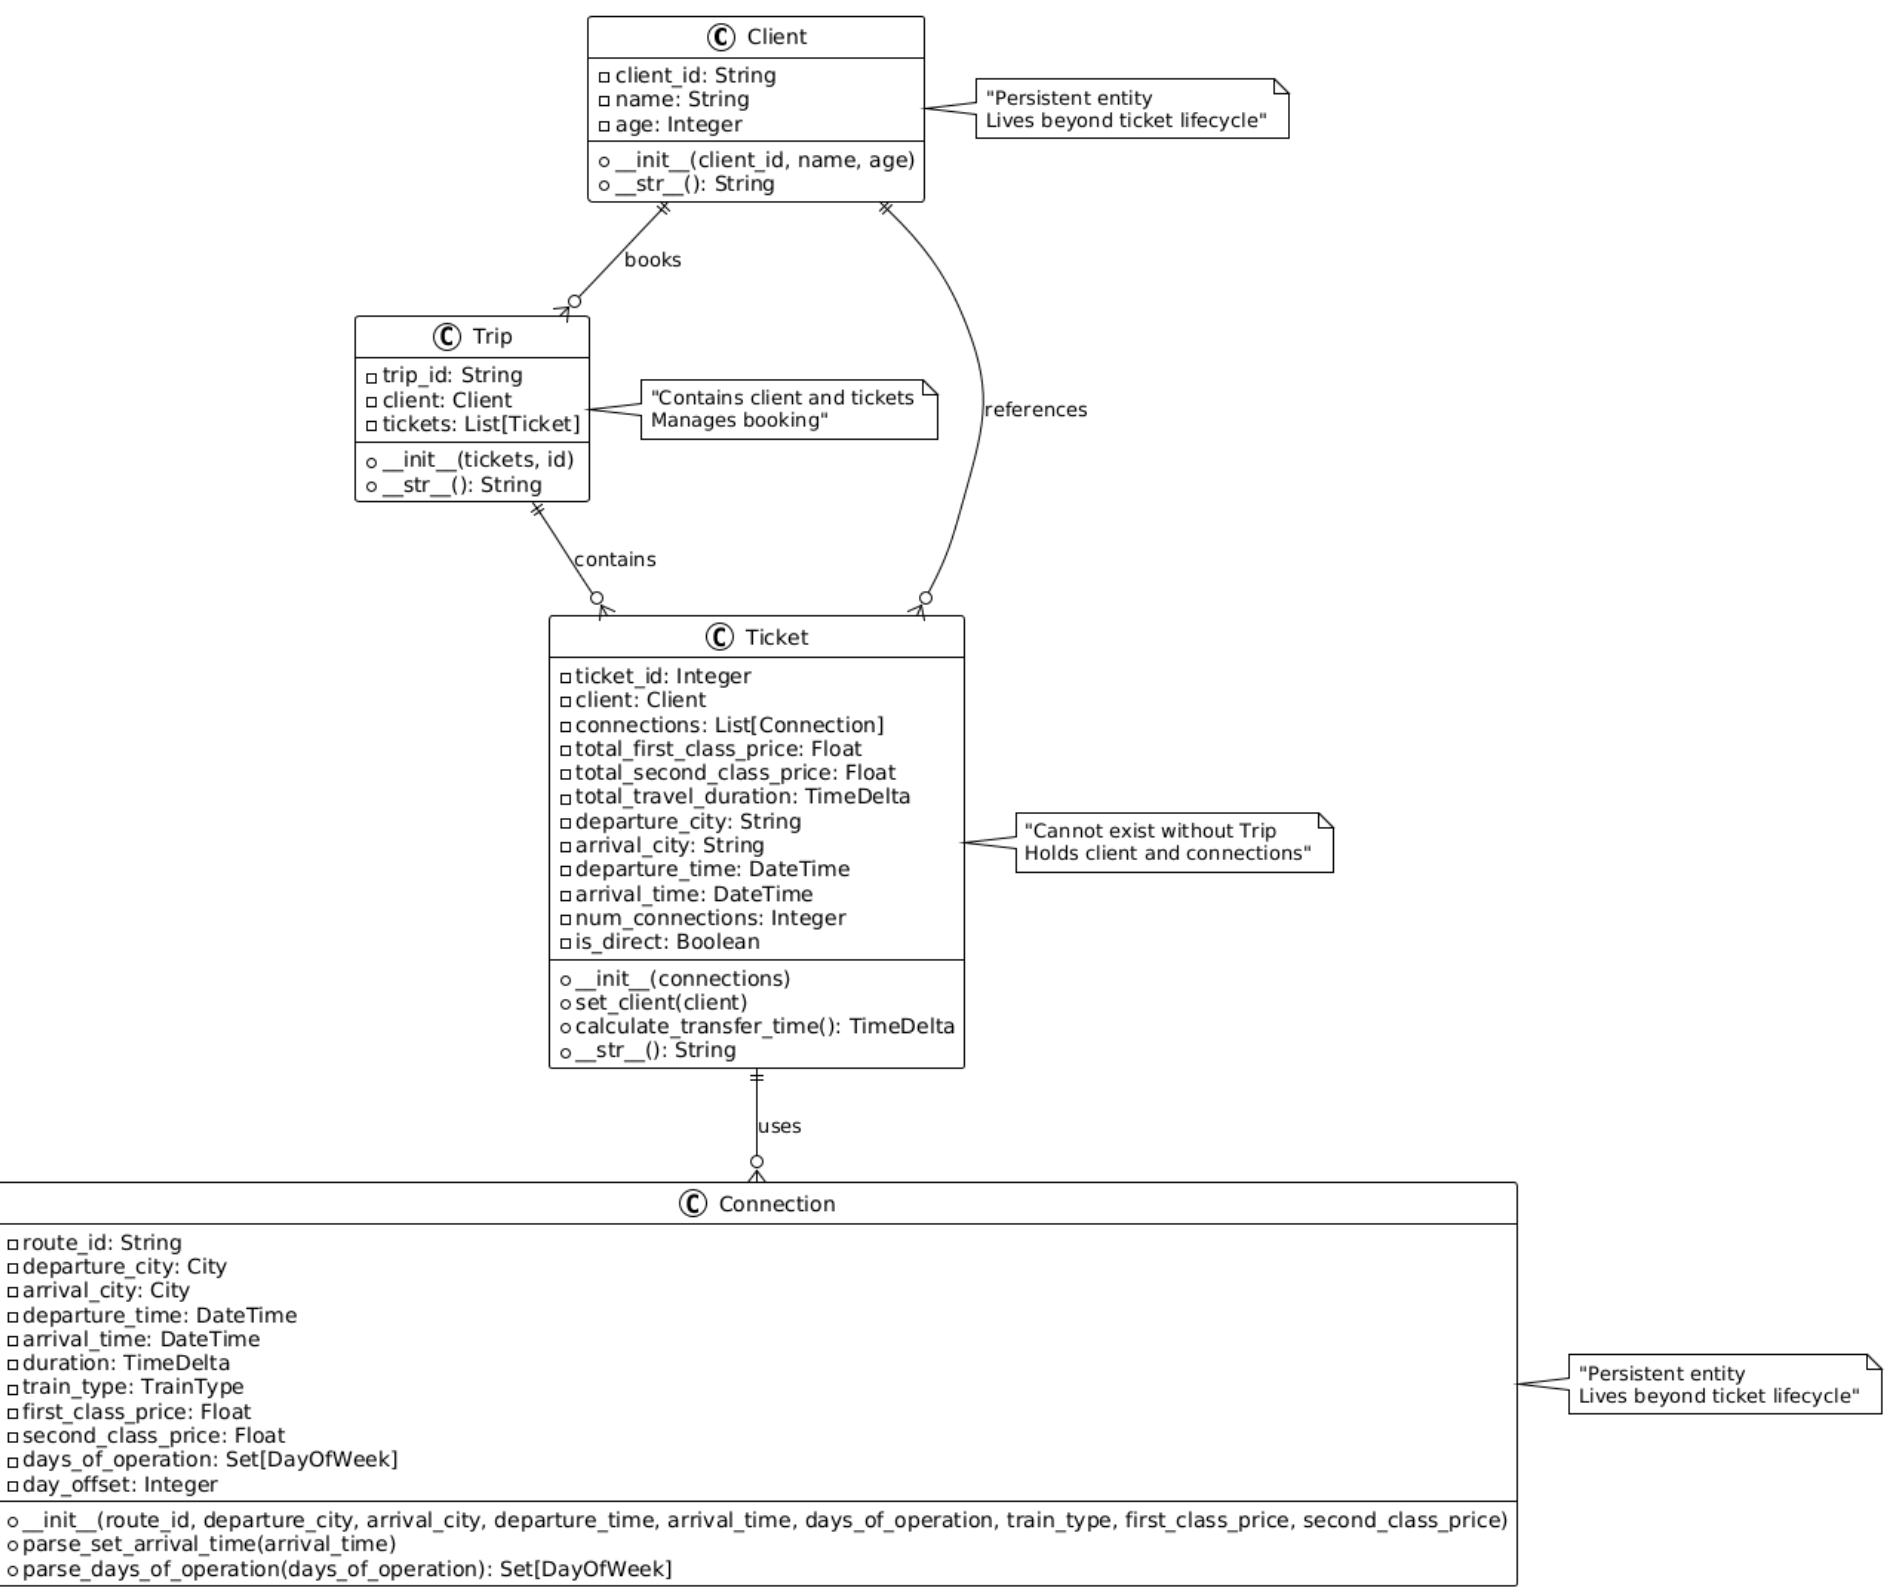 C Client
client_id: String
name: String
age: Integer
__init__(client_id, name, age)
__str__(): String
"Persistent entity
Lives beyond ticket lifecycle"
books
C Trip
trip_id: String
client: Client
tickets: List[Ticket]
__init__(tickets, id)
__str__(): String
"Contains client and tickets
Manages booking"
references
contains
C Ticket
ticket_id: Integer
client: Client
connections: List[Connection]
total_first_class_price: Float
total_second_class_price: Float
total_travel_duration: TimeDelta
departure_city: String
arrival_city: String
departure_time: DateTime
arrival_time: DateTime
num_connections: Integer
is_direct: Boolean
__init__(connections)
set_client(client)
calculate_transfer_time(): TimeDelta
__str__(): String
"Cannot exist without Trip
Holds client and connections"
uses
C Connection
route_id: String
departure_city: City
arrival_city: City
departure_time: DateTime
arrival_time: DateTime
duration: TimeDelta
train_type: TrainType
first_class_price: Float
second_class_price: Float
days_of_operation: Set[DayOfWeek]
day_offset: Integer
__init__(route_id, departure_city, arrival_city, departure_time, arrival_time, days_of_operation, train_type, first_class_price, second_class_price)
parse_set_arrival_time(arrival_time)
parse_days_of_operation(days_of_operation): Set[DayOfWeek]
"Persistent entity
Lives beyond ticket lifecycle"